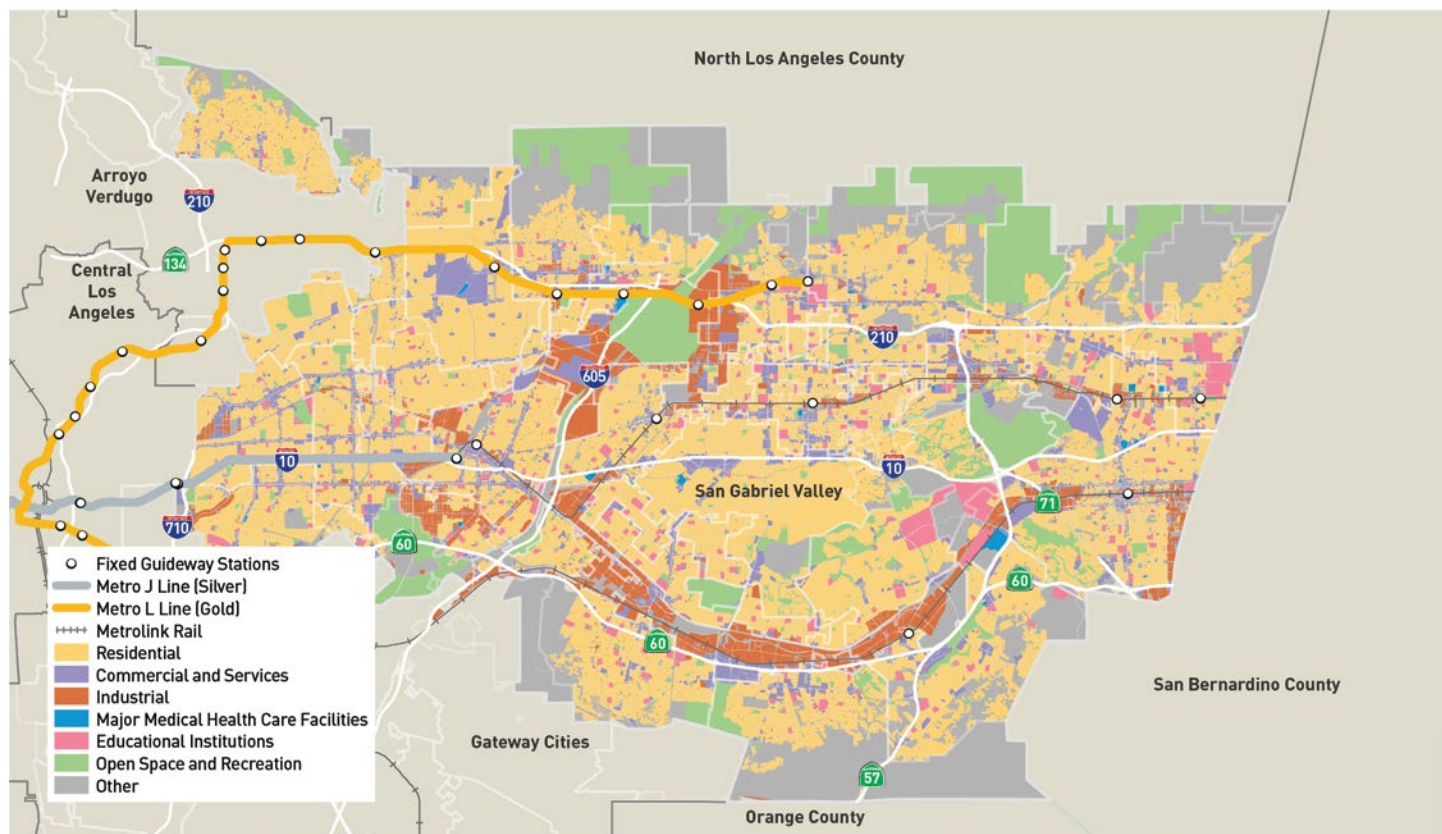 North Los Angeles County
Arroyo
Verdugo
210
134
Central
Los
Angeles
210
605
10
10
San Gabriel Valley
71
710
60
60
60
57
Fixed Guideway Stations
Metro J Line (Silver)
Metro L Line (Gold)
Metrolink Rail
Residential
Commercial and Services
Industrial
Major Medical Health Care Facilities
Educational Institutions
Open Space and Recreation
Other
San Bernardino County
Gateway Cities
Orange County